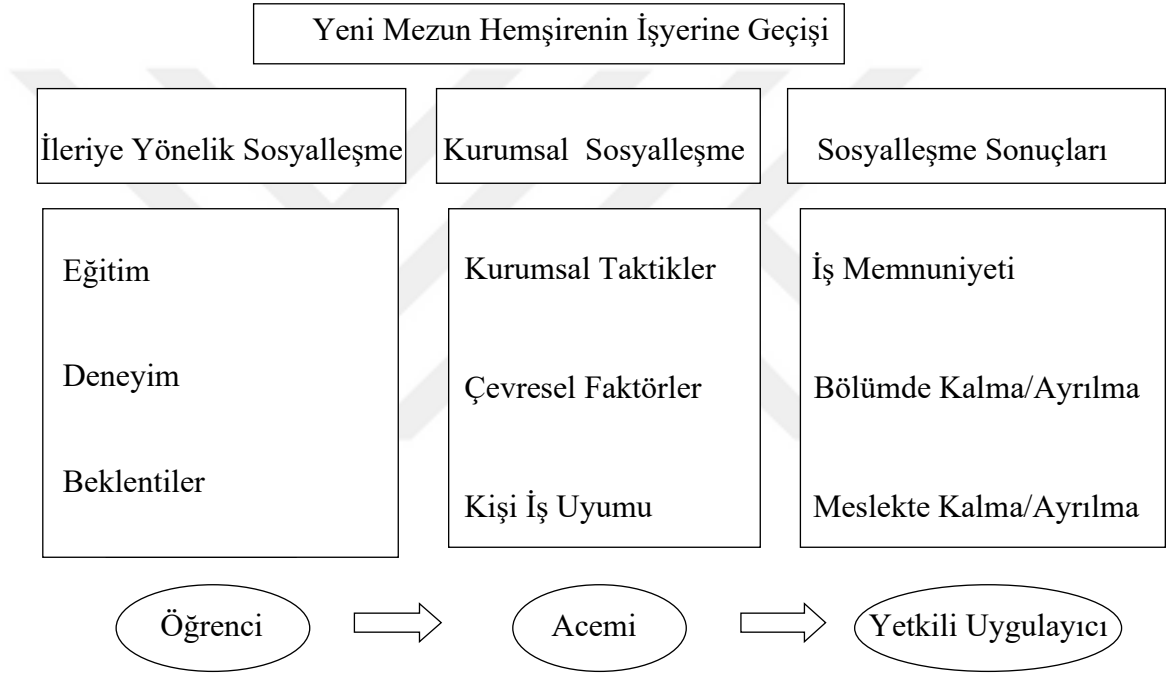 Yeni Mezun Hemşirenin İşyerine Geçişi
İleriye Yönelik Sosyalleşme
Kurumsal Sosyalleşme
Sosyalleşme Sonuçları
Eğitim
Deneyim
Beklentiler
Kurumsal Taktikler
Çevresel Faktörler
Kişi İş Uyumu
İş Memnuniyeti
Bölümde Kalma/Ayrılma
Meslekte Kalma/Ayrılma
Öğrenci
Acemi
Yetkili Uygulayıcı